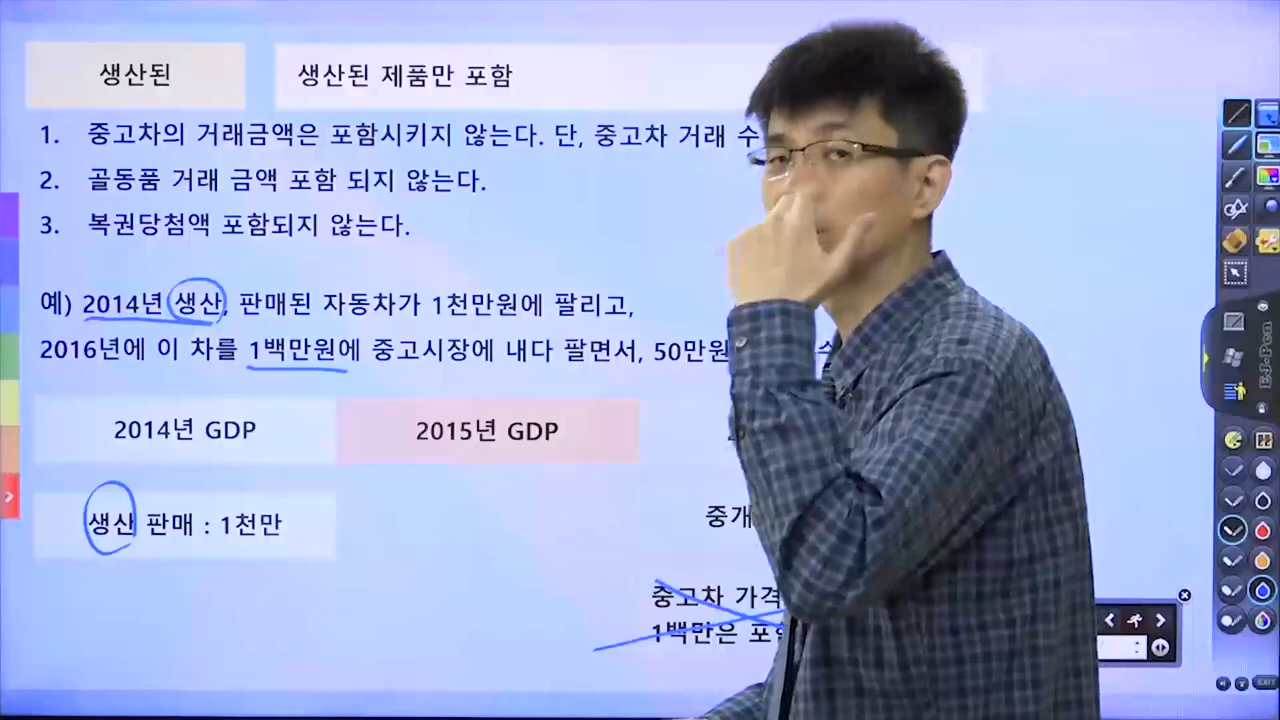 생산된
생산된 제품만 포함
1. 중고차의 거래금액은 포함시키지 않는다. 단, 중고차 거래
2. 골동품 거래 금액 포함 되지 않는다.
3. 복권당첨액 포함되지 않는다.
예) 2014년 생산, 판매된 자동차가 1천만원에 팔리고,
2016년에 이 차를 1백만원에 중고시장에 내다 팔면서, 50만원
2014년 GDP
2015년 GDP
생산 판매 : 1천만
중고차 가격
1백만은
EJ-Pen
EXIT